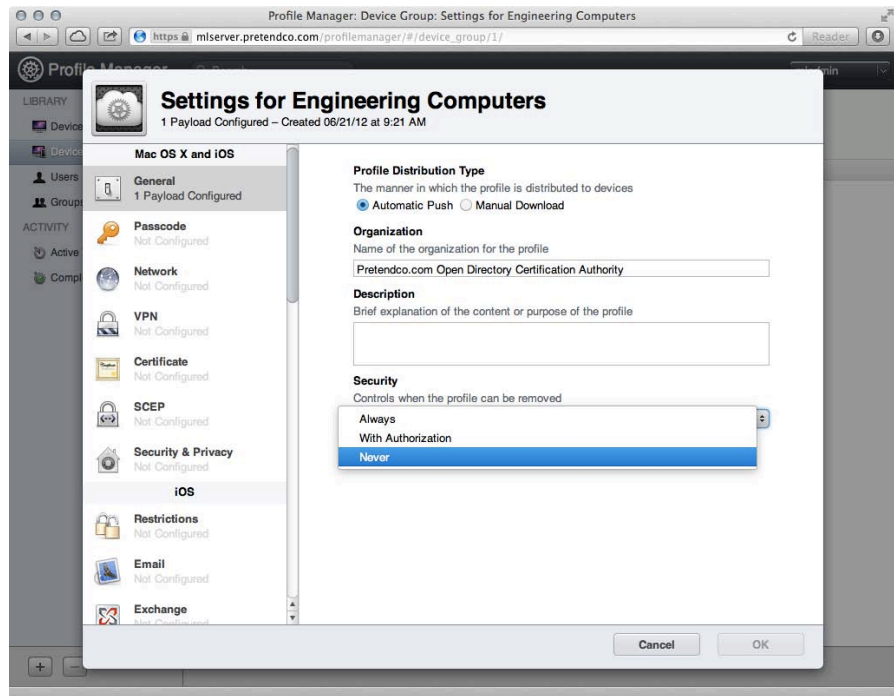 Profile Manager: Device Group: Settings for Engineering Computers
https mlserver.pretendco.com/profilemanager/#/device_group/1/
Reader
Profile Manager
LIBRARY
Device
Device
Users
Groups
ACTIVITY
Active
Compl
Settings for Engineering Computers
1 Payload Configured – Created 06/21/12 at 9:21 AM
Mac OS X and iOS
General
1 Payload Configured
Passcode
Not Configured
Network
Not Configured
VPN
Not Configured
Certificate
Not Configured
SCEP
Not Configured
Security & Privacy
Not Configured
iOS
Restrictions
Not Configured
Email
Not Configured
Exchange
Not Configured
Profile Distribution Type
The manner in which the profile is distributed to devices
Automatic Push Manual Download
Organization
Name of the organization for the profile
Pretendco.com Open Directory Certification Authority
Description
Brief explanation of the content or purpose of the profile
Security
Controls when the profile can be removed
Always
With Authorization
Never
Cancel OK